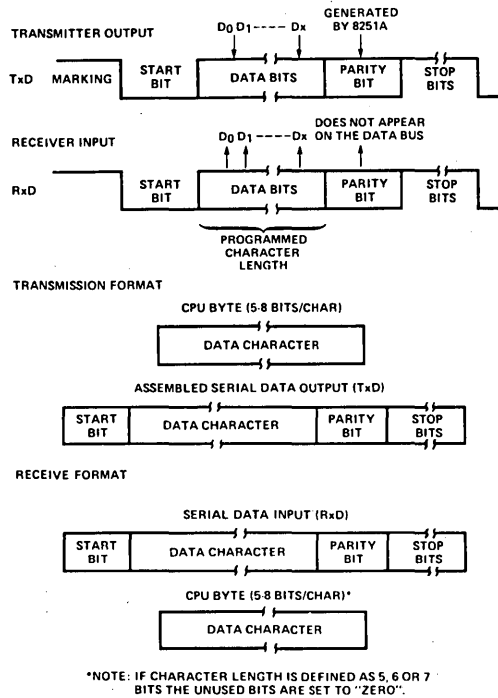 TRANSMITTER OUTPUT
D0 D1 ----- Dx
GENERATED
BY 8251A
TxD MARKING
START
BIT
DATA BITS
PARITY
BIT
STOP
BITS
RECEIVER INPUT
D0 D1 ----- Dx
DOES NOT APPEAR
ON THE DATA BUS
RxD
START
BIT
DATA BITS
PARITY
BIT
STOP
BITS
PROGRAMMED
CHARACTER
LENGTH
TRANSMISSION FORMAT
CPU BYTE (5-8 BITS/CHAR)
DATA CHARACTER
ASSEMBLED SERIAL DATA OUTPUT (TxD)
START
BIT
DATA CHARACTER
PARITY
BIT
STOP
BITS
RECEIVE FORMAT
SERIAL DATA INPUT (RxD)
START
BIT
DATA CHARACTER
PARITY
BIT
STOP
BITS
CPU BYTE (5-8 BITS/CHAR)*
DATA CHARACTER
*NOTE: IF CHARACTER LENGTH IS DEFINED AS 5, 6 OR 7
BITS THE UNUSED BITS ARE SET TO "ZERO".